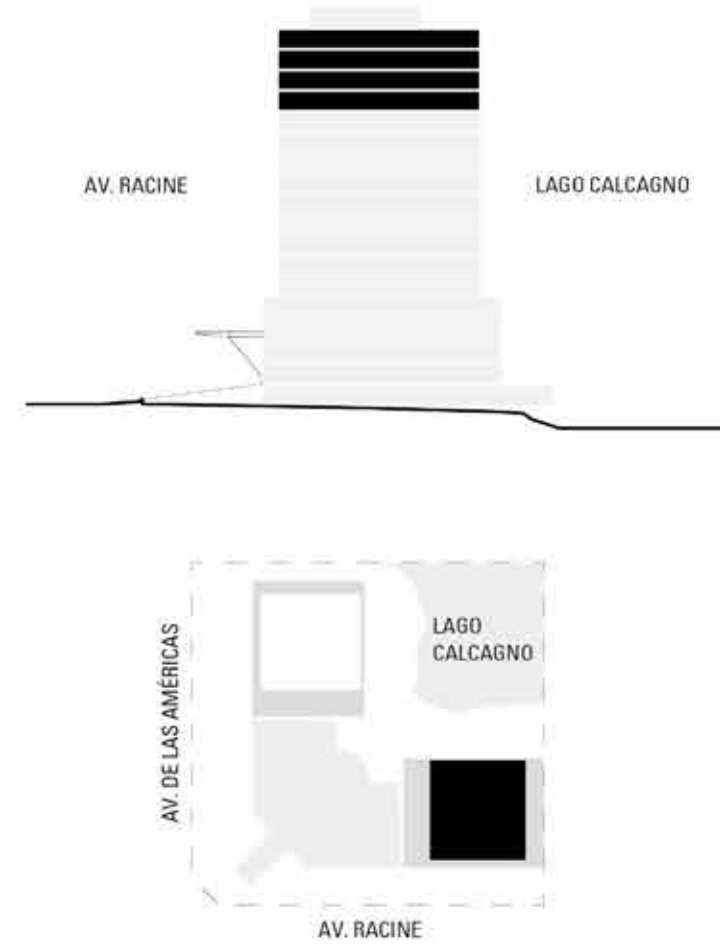 AV. RACINE
LAGO CALCAGNO
LAGO
CALCAGNO
AV. DE LAS AMÉRICAS
AV. RACINE